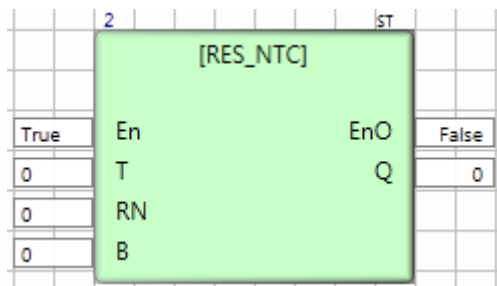 2 ST
[RES_NTC]
True En EnO False
0 T Q 0
0 RN
0 B